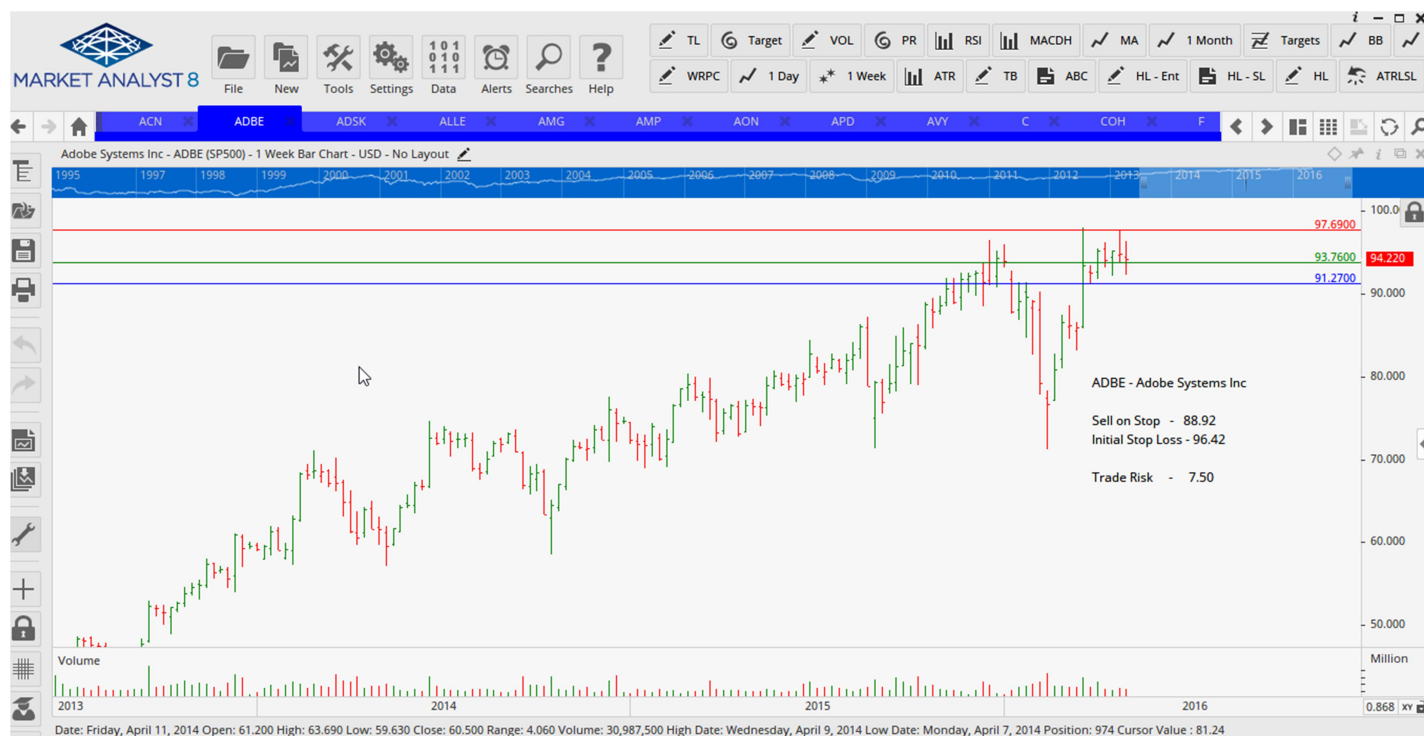 MARKET ANALYST 8
File New Tools Settings Data Alerts Searches Help
101
010
111
TL Target VOL PR RSI MACDH MA 1 Month Targets BB
WRPC 1 Day 1 Week ATR TB ABC HL - Ent HL - SL HL ATRLSL
ACN ADBE ADSK ALLE AMG AMP AON APD AVY C COH F
Adobe Systems Inc - ADBE (SP500) - 1 Week Bar Chart - USD - No Layout
1995 1997 1998 1999 2000 2001 2002 2003 2004 2005 2006 2007 2008 2009 2010 2011 2012 2013 2014 2015 2016
100.0
97.6900
93.7600 94.220
91.2700
90.000
80.000
ADBE - Adobe Systems Inc
Sell on Stop - 88.92
Initial Stop Loss - 96.42
70.000
Trade Risk - 7.50
60.000
50.000
Volume Million
2013 2014 2015 2016 0.868 XY
Date: Friday, April 11, 2014 Open: 61.200 High: 63.690 Low: 59.630 Close: 60.500 Range: 4.060 Volume: 30,987,500 High Date: Wednesday, April 9, 2014 Low Date: Monday, April 7, 2014 Position: 974 Cursor Value : 81.24